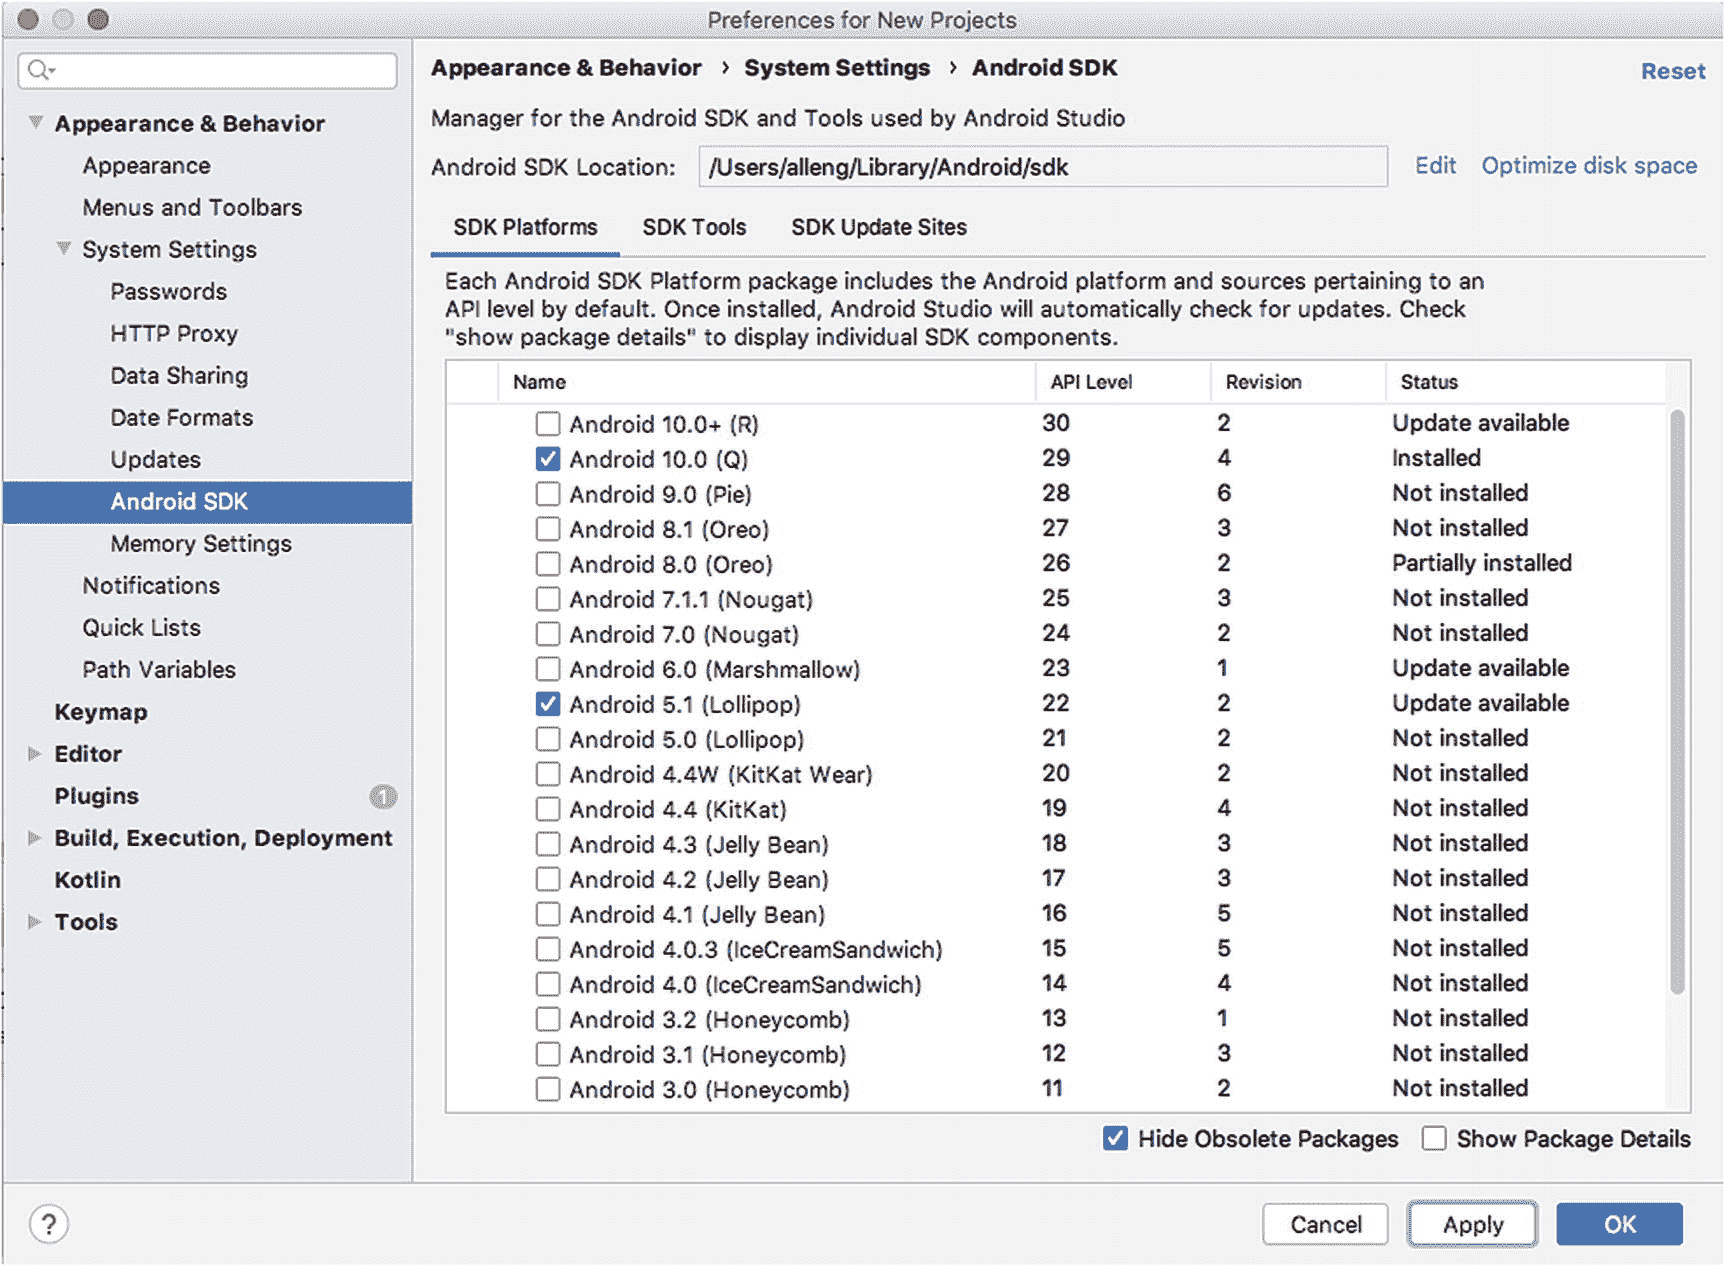 Preferences for New Projects
Appearance & Behavior
Appearance
Menus and Toolbars
System Settings
Passwords
HTTP Proxy
Data Sharing
Date Formats
Updates
Android SDK
Memory Settings
Notifications
Quick Lists
Path Variables
Keymap
Editor
Plugins 1
Build, Execution, Deployment
Kotlin
Tools
Appearance & Behavior › System Settings › Android SDK Reset
Manager for the Android SDK and Tools used by Android Studio
Android SDK Location: /Users/alleng/Library/Android/sdk Edit Optimize disk space
SDK Platforms SDK Tools SDK Update Sites
Each Android SDK Platform package includes the Android platform and sources pertaining to an
API level by default. Once installed, Android Studio will automatically check for updates. Check
"show package details" to display individual SDK components.
Name API Level Revision Status
Android 10.0+ (R) 30 2 Update available
Android 10.0 (Q) 29 4 Installed
Android 9.0 (Pie) 28 6 Not installed
Android 8.1 (Oreo) 27 3 Not installed
Android 8.0 (Oreo) 26 2 Partially installed
Android 7.1.1 (Nougat) 25 3 Not installed
Android 7.0 (Nougat) 24 2 Not installed
Android 6.0 (Marshmallow) 23 1 Update available
Android 5.1 (Lollipop) 22 2 Update available
Android 5.0 (Lollipop) 21 2 Not installed
Android 4.4W (KitKat Wear) 20 2 Not installed
Android 4.4 (KitKat) 19 4 Not installed
Android 4.3 (Jelly Bean) 18 3 Not installed
Android 4.2 (Jelly Bean) 17 3 Not installed
Android 4.1 (Jelly Bean) 16 5 Not installed
Android 4.0.3 (IceCreamSandwich) 15 5 Not installed
Android 4.0 (IceCreamSandwich) 14 4 Not installed
Android 3.2 (Honeycomb) 13 1 Not installed
Android 3.1 (Honeycomb) 12 3 Not installed
Android 3.0 (Honeycomb) 11 2 Not installed
Hide Obsolete Packages Show Package Details
? Cancel Apply OK